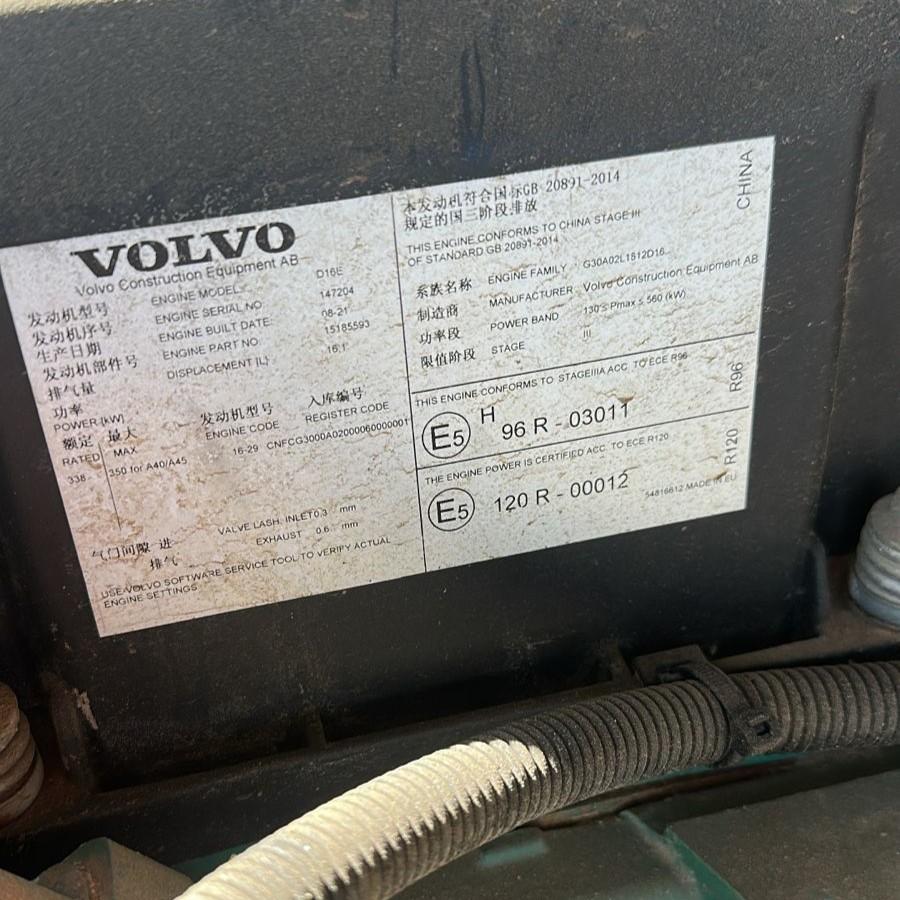 VOLVO
Volvo Construction Equipment AB
发动机型号 ENGINE MODEL D16E
发动机序号 ENGINE SERIAL NO 147204
生产日期 ENGINE BUILT DATE 08-21
发动机部件号 ENGINE PART NO 15185593
排气量 DISPLACEMENT (L) 16.1
功率
POWER (kW)
额定 最大 发动机型号 入库编号
RATED MAX ENGINE CODE REGISTER CODE
338 350 for A40/A45 16-29 CNFCG3000A02000060000001
气门间隙 进 VALVE LASH. INLET 0.3 mm
排气 EXHAUST 0.6 mm
USE VOLVO SOFTWARE SERVICE TOOL TO VERIFY ACTUAL
ENGINE SETTINGS
本发动机符合国标GB 20891-2014
规定的国三阶段排放
THIS ENGINE CONFORMS TO CHINA STAGE III
OF STANDARD GB 20891-2014
系族名称 ENGINE FAMILY G30A02L1612D16
制造商 MANUFACTURER Volvo Construction Equipment AB
功率段 POWER BAND 130 ≤ Pmax ≤ 560 (kW)
限值阶段 STAGE III
CHINA
THIS ENGINE CONFORMS TO STAGEIIIA ACC. TO ECE R96
E5 H 96 R - 03011
R96
THE ENGINE POWER IS CERTIFIED ACC. TO ECE R120
E5 120 R - 00012
54816612 MADE IN EU
R120